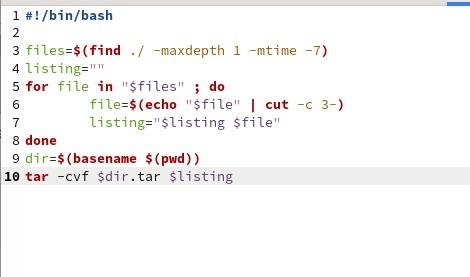 1 #!/bin/bash
2
3 files=$(find ./ -maxdepth 1 -mtime -7)
4 listing=""
5 for file in "$files" ; do
6         file=$(echo "$file" | cut -c 3-)
7         listing="$listing $file"
8 done
9 dir=$(basename $(pwd))
10 tar -cvf $dir.tar $listing